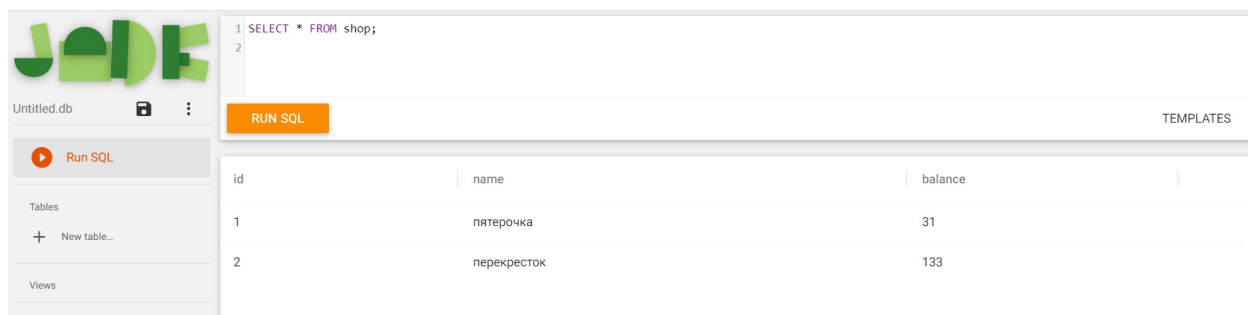 JADE
Untitled.db
Run SQL
Tables
+ New table...
Views
1 SELECT * FROM shop;
2
RUN SQL
TEMPLATES
id name balance
1 пятерочка 31
2 перекресток 133